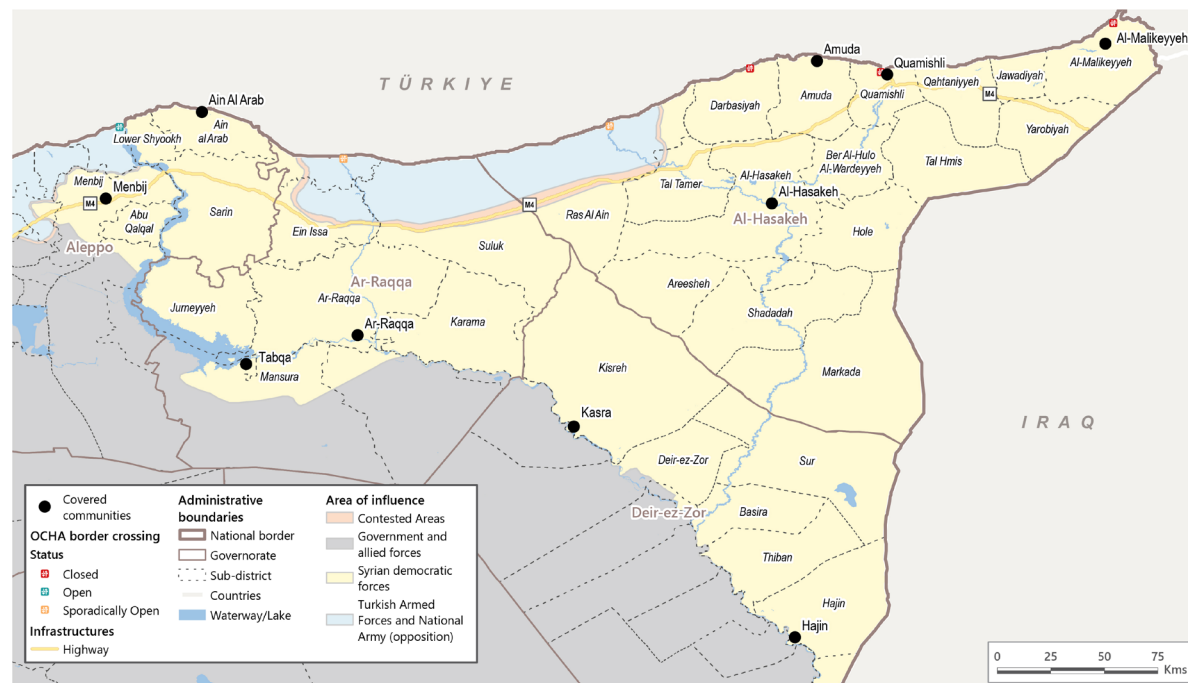 TÜRKIYE
Ain Al Arab
Lower Shyookh
Ain
al Arab
Menbij
Menbij
M4
Abu
Qalqal
Sarin
Aleppo
Ein Issa
Ar-Raqqa
Suluk
M4
Jurneyyeh
Ar-Raqqa
Ar-Raqqa
Karama
Tabqa
Mansura
Amuda
Quamishli
Al-Malikeyyeh
Al-Malikeyyeh
Darbasiyah
Amuda
Quamishli
Qahtaniyyeh
Jawadiyah
M4
Yarobiyah
Tal Hmis
Ber Al-Hulo
Al-Wardeyyeh
Tal Tamer
Al-Hasakeh
Al-Hasakeh
Al-Hasakeh
Ras Al Ain
Hole
Areesheh
Shadadah
Markada
Kisreh
Kasra
Deir-ez-Zor
Deir-ez-Zor
Sur
Basira
Thiban
Hajin
Hajin
IRAQ
Covered
communities
OCHA border crossing
Status
Closed
Open
Sporadically Open
Infrastructures
Highway
Administrative
boundaries
National border
Governorate
Sub-district
Countries
Waterway/Lake
Area of influence
Contested Areas
Government and
allied forces
Syrian democratic
forces
Turkish Armed
Forces and National
Army (opposition)
0 25 50 75
Kms